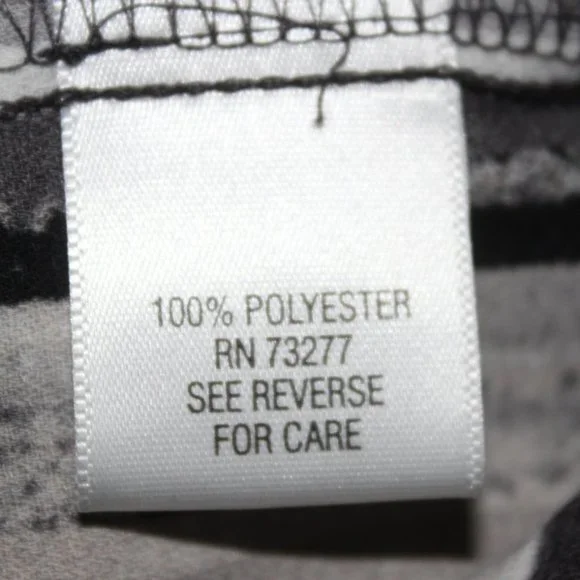 100% POLYESTER
RN 73277
SEE REVERSE
FOR CARE